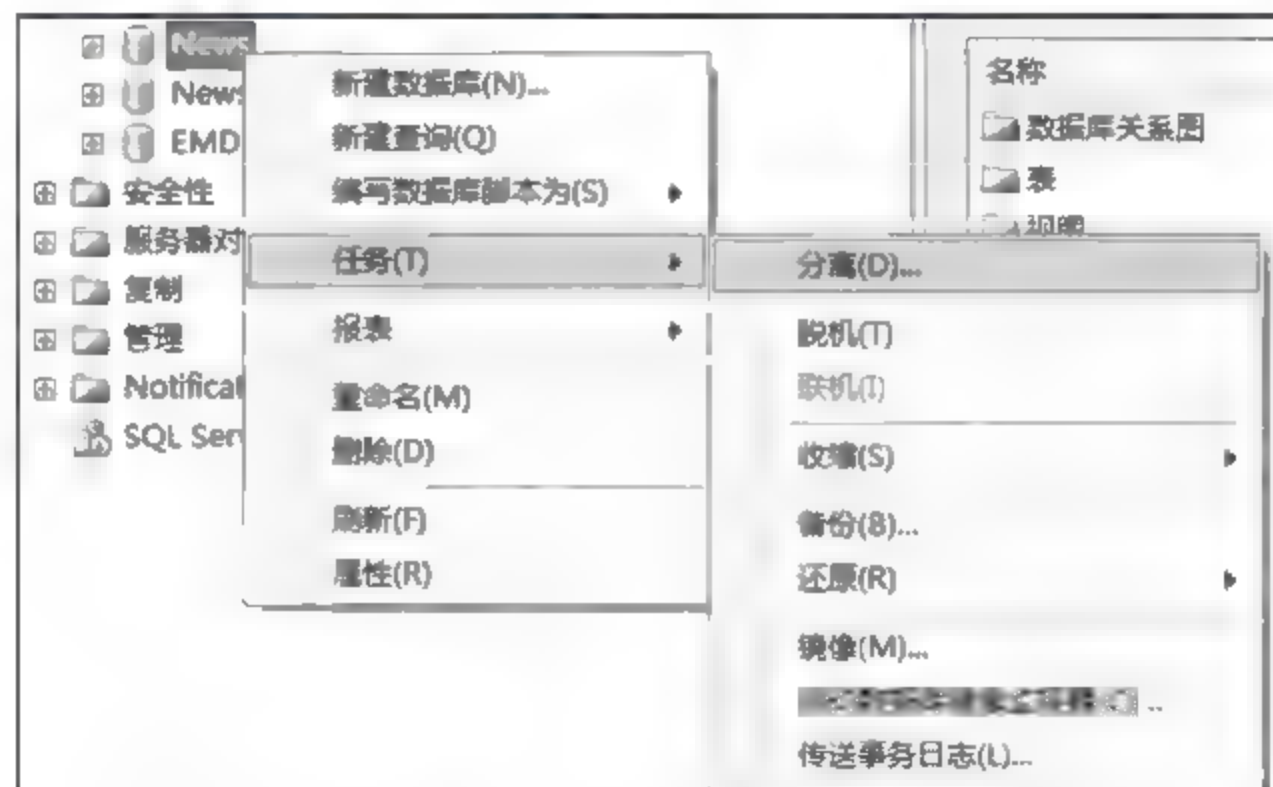 News
News
EMD
安全性
服务器对
复制
管理
Notificat
SQL Ser
新建数据库(N)...
新建查询(Q)
编写数据库脚本为(S)
任务(T)
报表
重命名(M)
删除(D)
刷新(F)
属性(R)
名称
数据库关系图
表
视图
分离(D)...
脱机(T)
联机(I)
收缩(S)
备份(B)...
还原(R)
镜像(M)...
传送事务日志(L)...